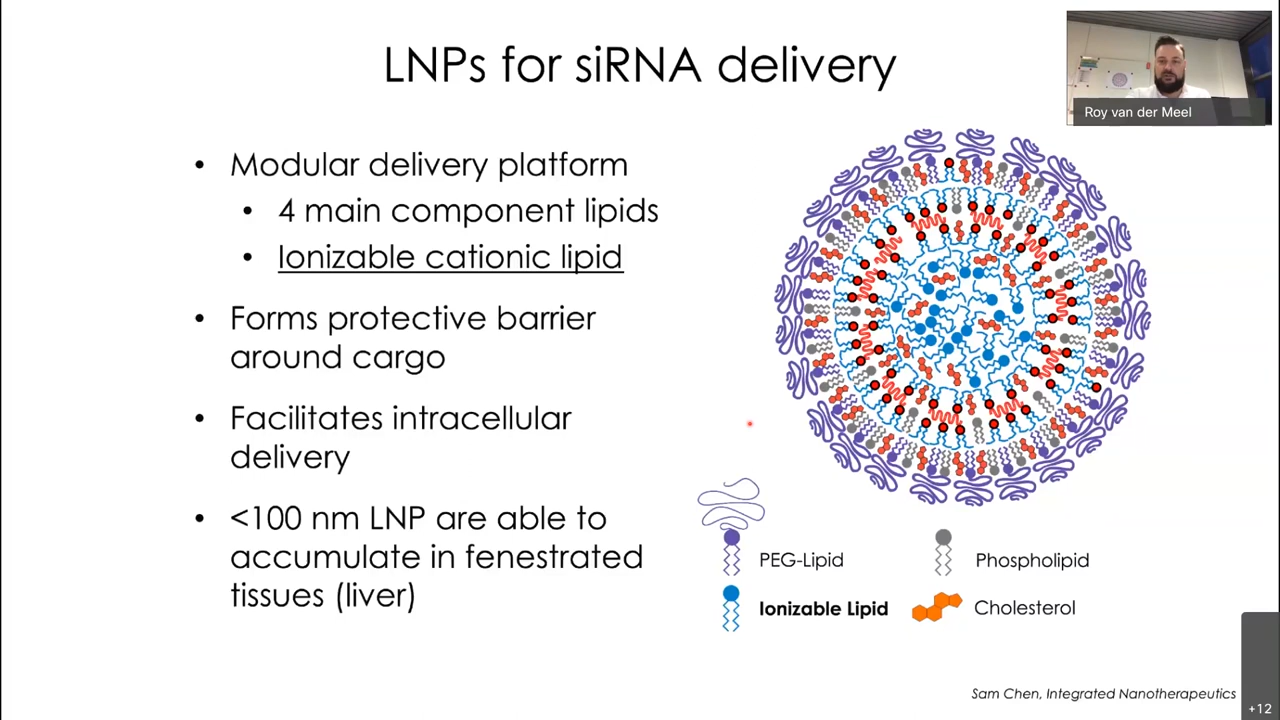 LNPs for siRNA delivery
Roy van der Meel
• Modular delivery platform
• 4 main component lipids
• Ionizable cationic lipid
• Forms protective barrier
around cargo
• Facilitates intracellular
delivery
• <100 nm LNP are able to
accumulate in fenestrated
tissues (liver)
PEG-Lipid
Phospholipid
Ionizable Lipid
Cholesterol
Sam Chen, Integrated Nanotherapeutics
+12